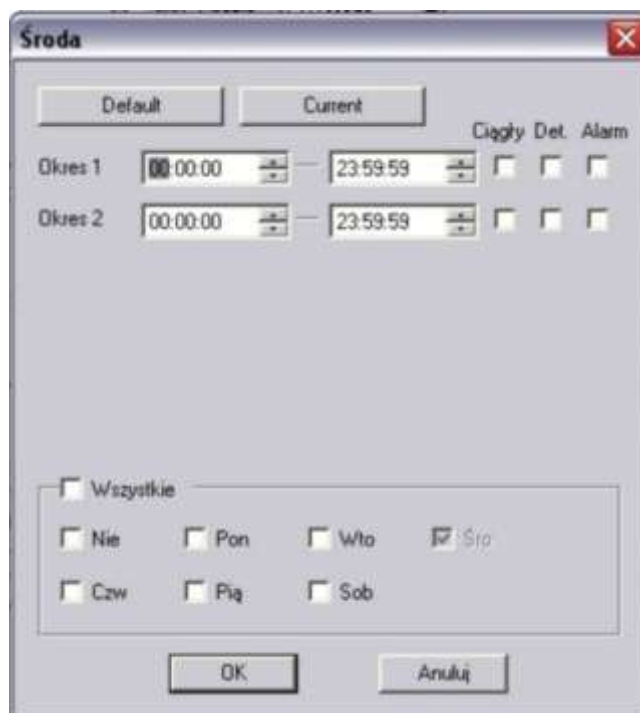 Środa
Default Current
Ciągły Det. Alarm
Okres 1 00:00:00 — 23:59:59
Okres 2 00:00:00 — 23:59:59
Wszystkie
Nie Pon Wto Śro
Czw Pią Sob
OK Anuluj